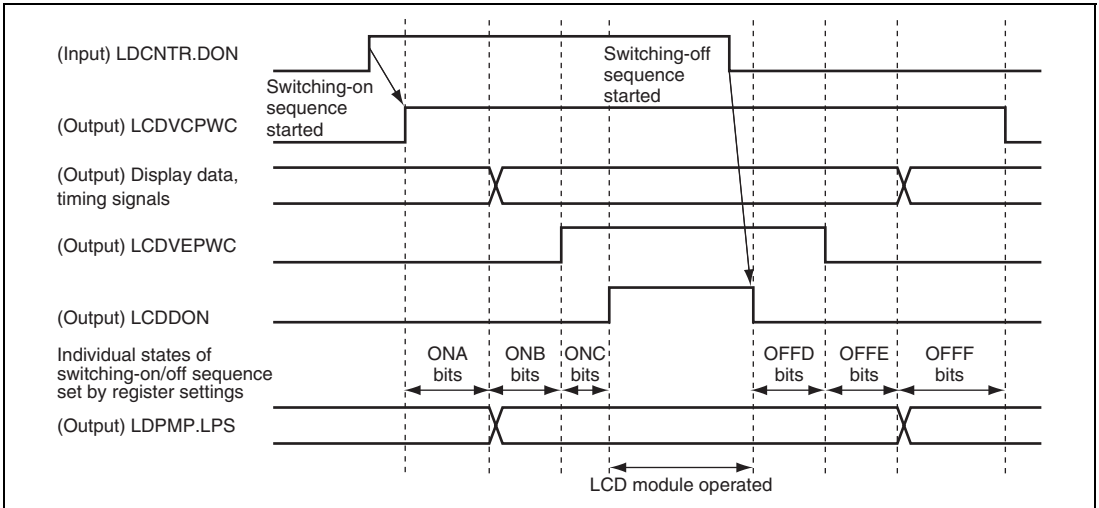 (Input) LDCNTR.DON
Switching-on
sequence
started
Switching-off
sequence
started
(Output) LCDVCPWC
(Output) Display data,
timing signals
(Output) LCDVEPWC
(Output) LCDDON
Individual states of
switching-on/off sequence
set by register settings
ONA
bits
ONB
bits
ONC
bits
OFFD
bits
OFFE
bits
OFFF
bits
(Output) LDPMP.LPS
LCD module operated